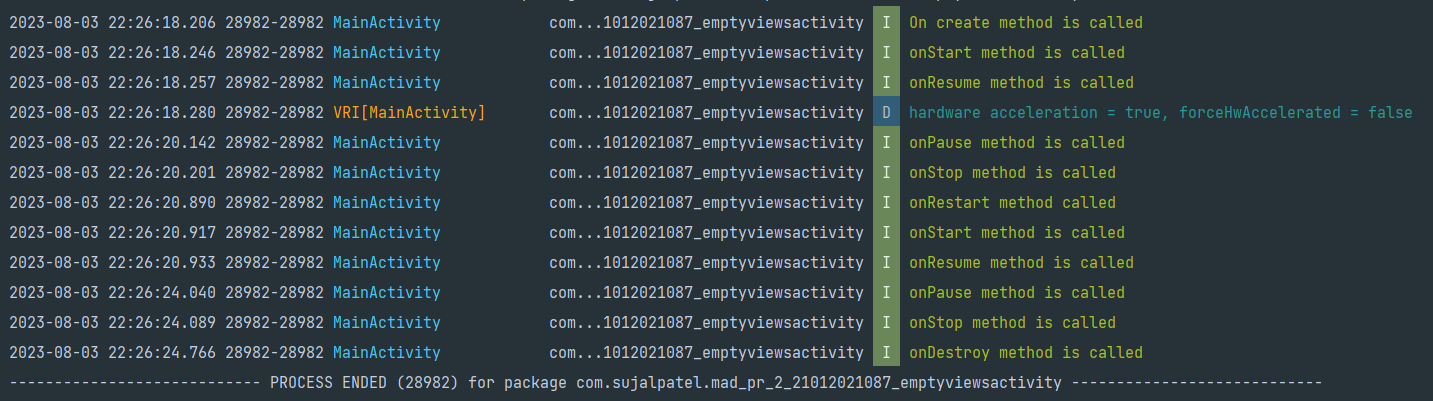 2023-08-03 22:26:18.206 28982-28982 MainActivity com...1012021087_emptyviewsactivity I On create method is called
2023-08-03 22:26:18.246 28982-28982 MainActivity com...1012021087_emptyviewsactivity I onStart method is called
2023-08-03 22:26:18.257 28982-28982 MainActivity com...1012021087_emptyviewsactivity I onResume method is called
2023-08-03 22:26:18.280 28982-28982 VRI[MainActivity] com...1012021087_emptyviewsactivity D hardware acceleration = true, forceHwAccelerated = false
2023-08-03 22:26:20.142 28982-28982 MainActivity com...1012021087_emptyviewsactivity I onPause method is called
2023-08-03 22:26:20.201 28982-28982 MainActivity com...1012021087_emptyviewsactivity I onStop method is called
2023-08-03 22:26:20.890 28982-28982 MainActivity com...1012021087_emptyviewsactivity I onRestart method is called
2023-08-03 22:26:20.917 28982-28982 MainActivity com...1012021087_emptyviewsactivity I onStart method is called
2023-08-03 22:26:20.933 28982-28982 MainActivity com...1012021087_emptyviewsactivity I onResume method is called
2023-08-03 22:26:24.040 28982-28982 MainActivity com...1012021087_emptyviewsactivity I onPause method is called
2023-08-03 22:26:24.089 28982-28982 MainActivity com...1012021087_emptyviewsactivity I onStop method is called
2023-08-03 22:26:24.766 28982-28982 MainActivity com...1012021087_emptyviewsactivity I onDestroy method is called
---------------------------- PROCESS ENDED (28982) for package com.sujalpatel.mad_pr_2_21012021087_emptyviewsactivity ----------------------------